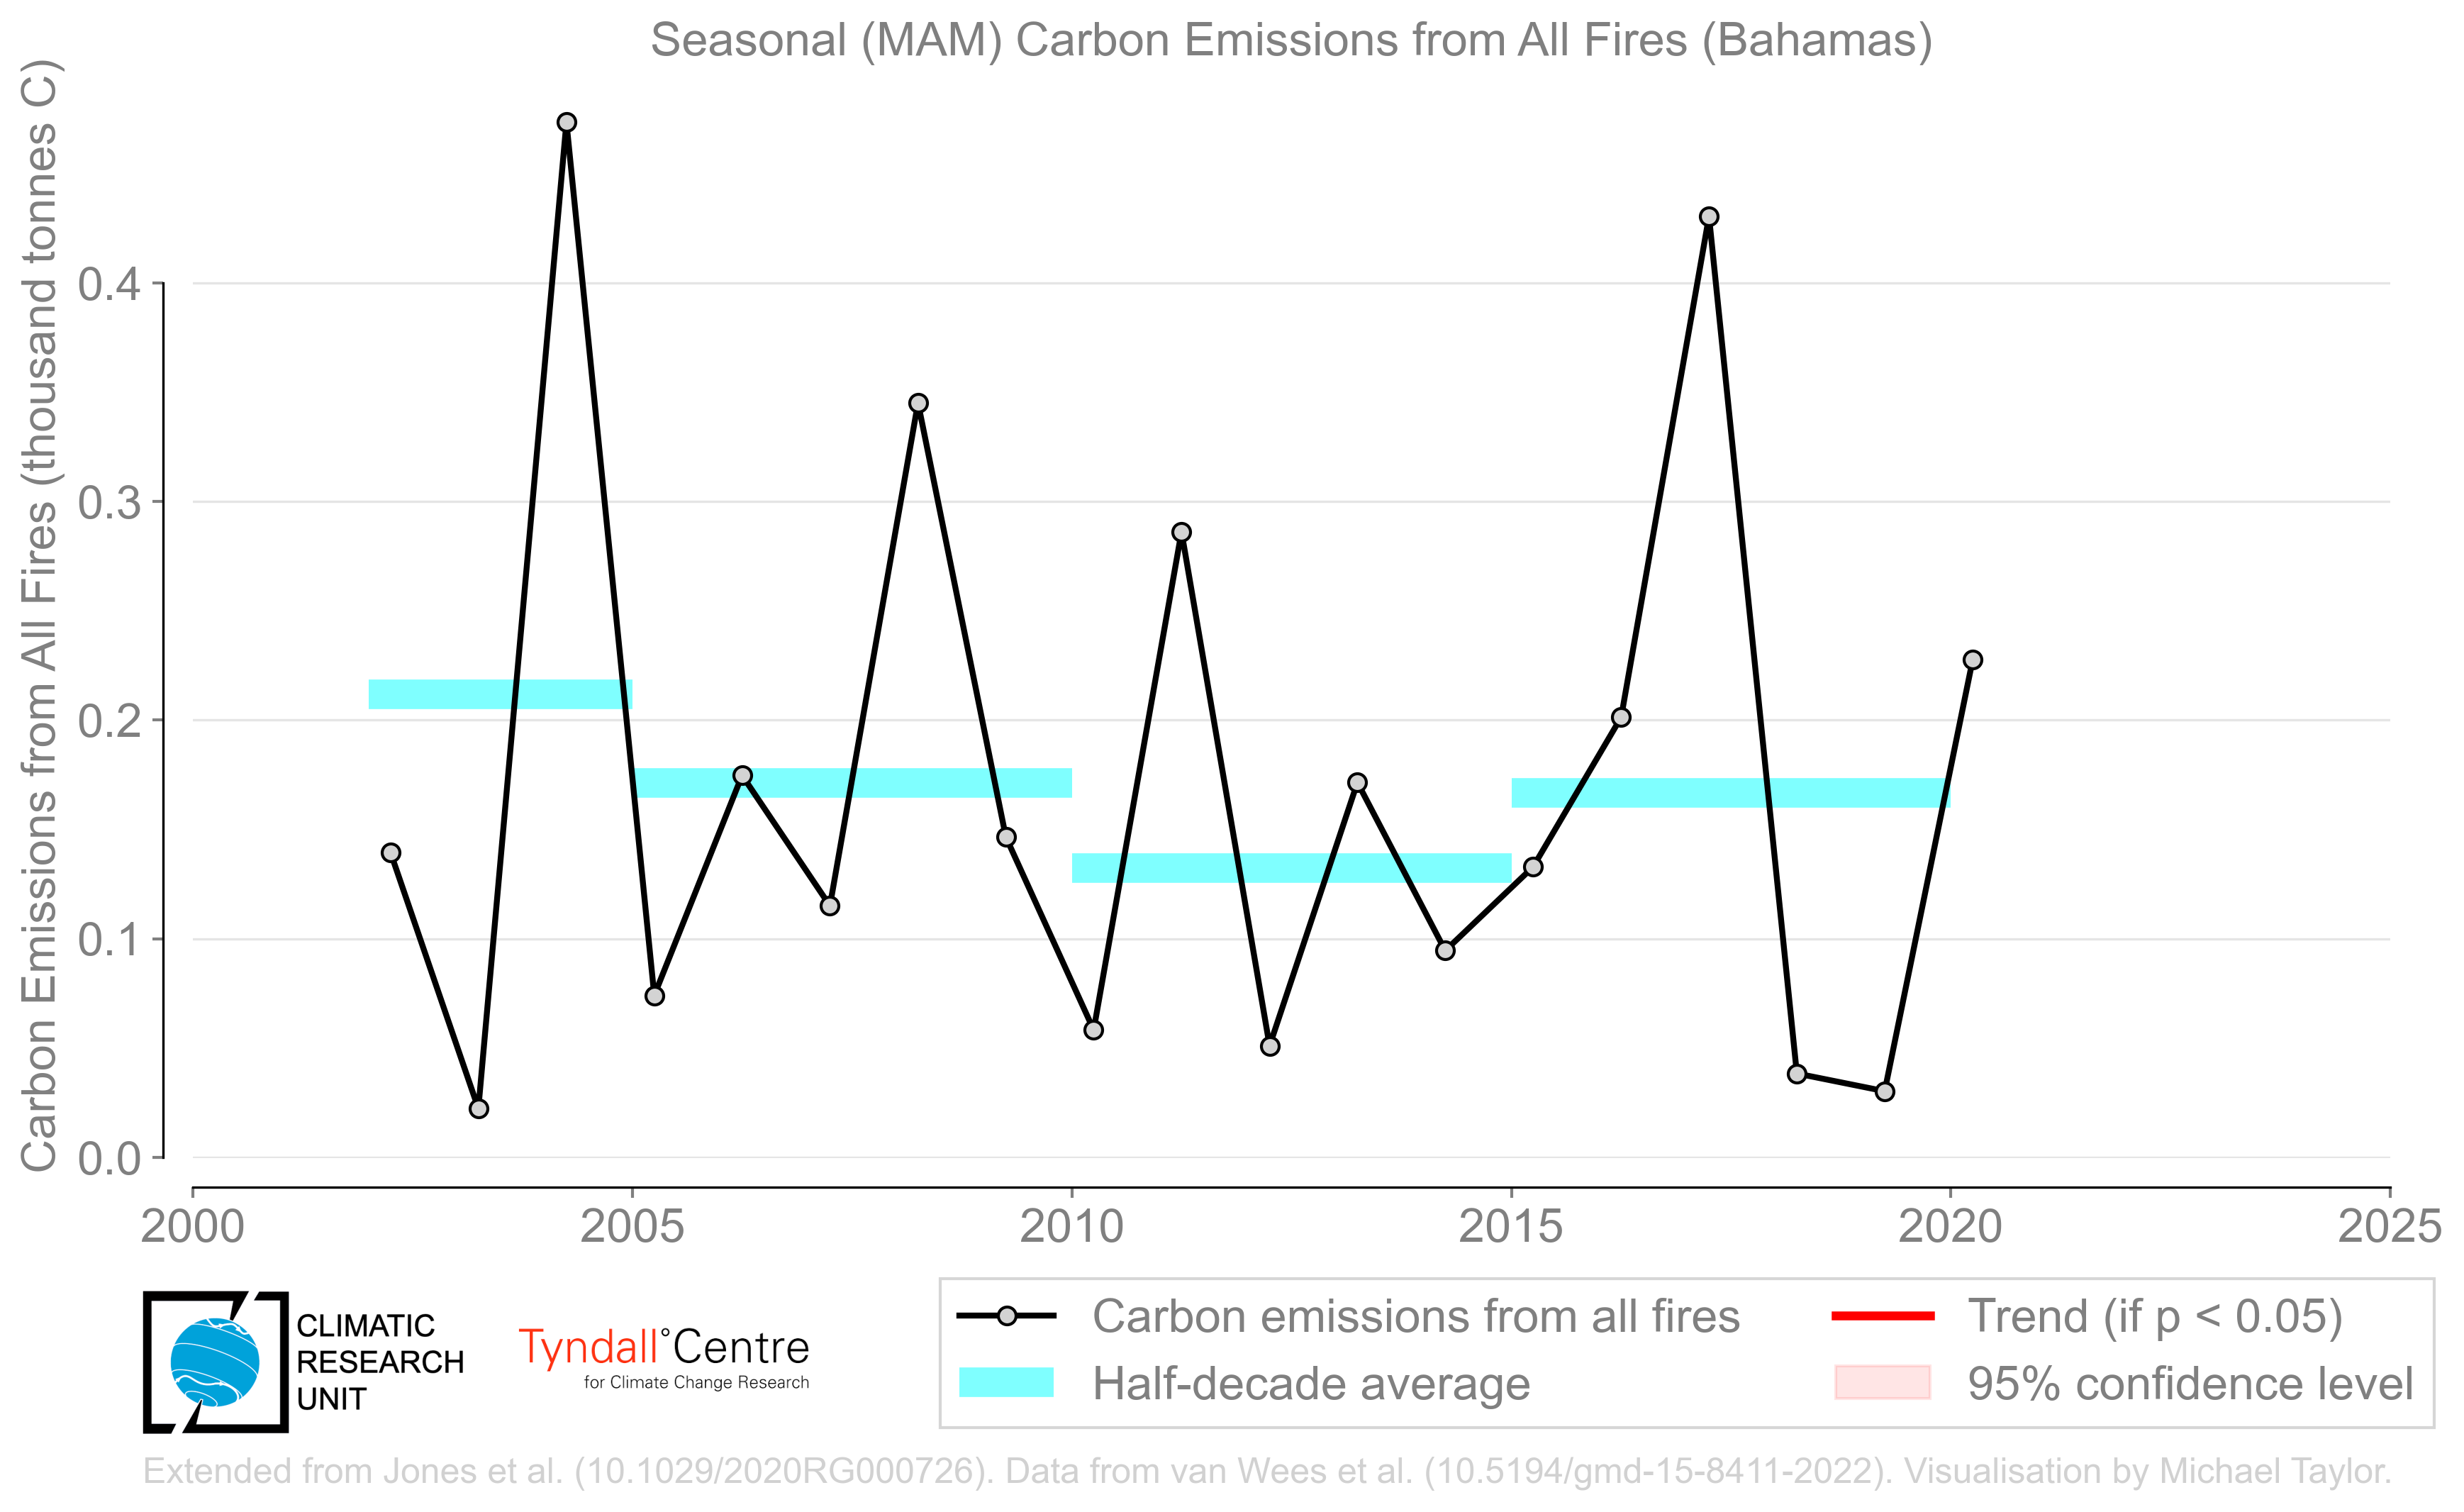 Seasonal (MAM) Carbon Emissions from All Fires (Bahamas)
Carbon Emissions from All Fires (thousand tonnes C)
0.4
0.3
0.2
0.1
0.0
2000 2005 2010 2015 2020 2025
CLIMATIC
RESEARCH
UNIT
Tyndall°Centre
for Climate Change Research
Carbon emissions from all fires
Half-decade average
Trend (if p < 0.05)
95% confidence level
Extended from Jones et al. (10.1029/2020RG000726). Data from van Wees et al. (10.5194/gmd-15-8411-2022). Visualisation by Michael Taylor.